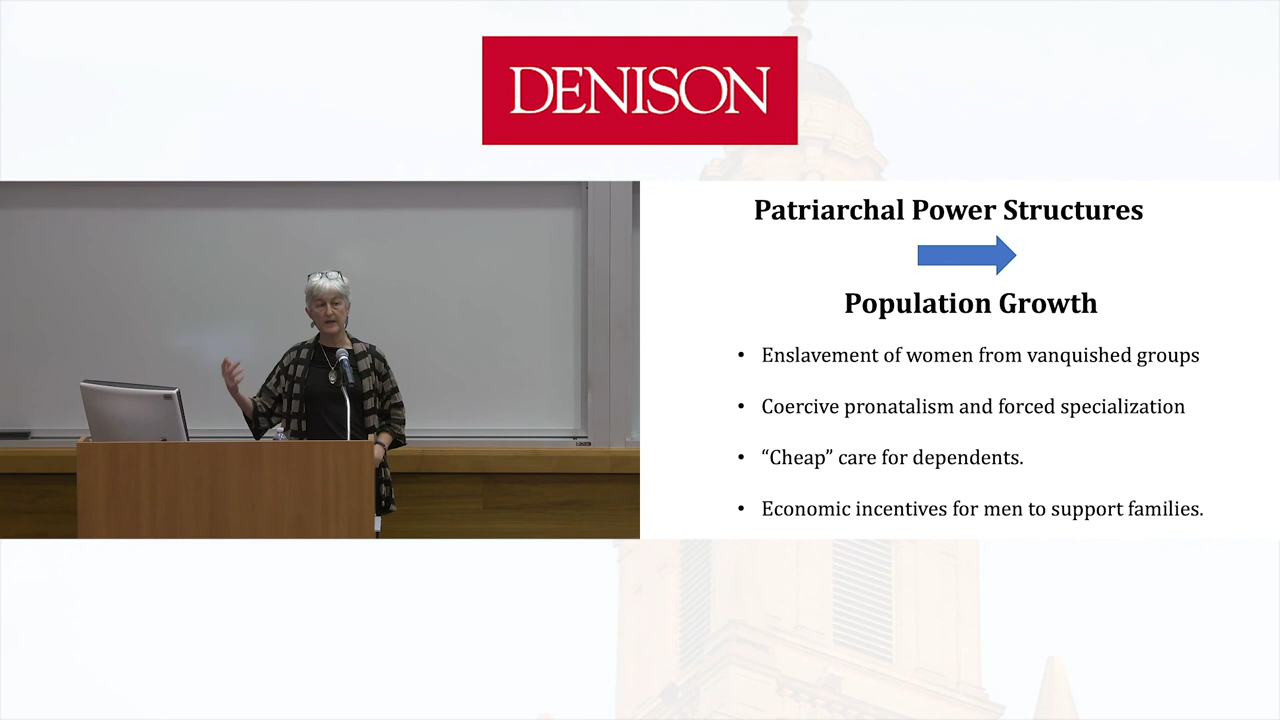 DENISON
Patriarchal Power Structures
Population Growth
• Enslavement of women from vanquished groups
• Coercive pronatalism and forced specialization
• “Cheap” care for dependents.
• Economic incentives for men to support families.